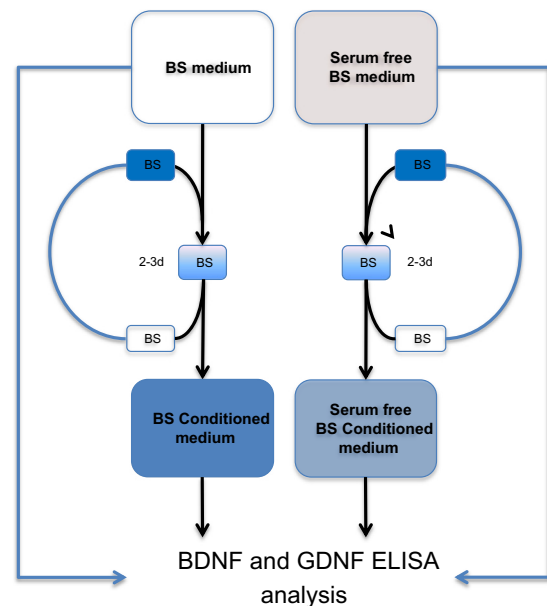 BS medium
Serum free
BS medium
BS
BS
2-3d
BS
BS
2-3d
BS
BS
BS Conditioned
medium
Serum free
BS Conditioned
medium
BDNF and GDNF ELISA
analysis